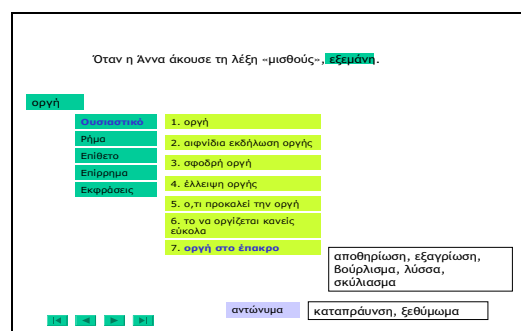 Όταν η Άννα άκουσε τη λέξη «μισθούς», εξεμάνη.
οργή
Ουσιαστικό
Ρήμα
Επίθετο
Επίρρημα
Εκφράσεις
1. οργή
2. αιφνίδια εκδήλωση οργής
3. σφοδρή οργή
4. έλλειψη οργής
5. ο,τι προκαλεί την οργή
6. το να οργίζεται κανείς
εύκολα
7. οργή στο έπακρο
αποθηρίωση, εξαγρίωση,
βούρλισμα, λύσσα,
σκύλιασμα
αντώνυμα
καταπράυνση, ξεθύμωμα